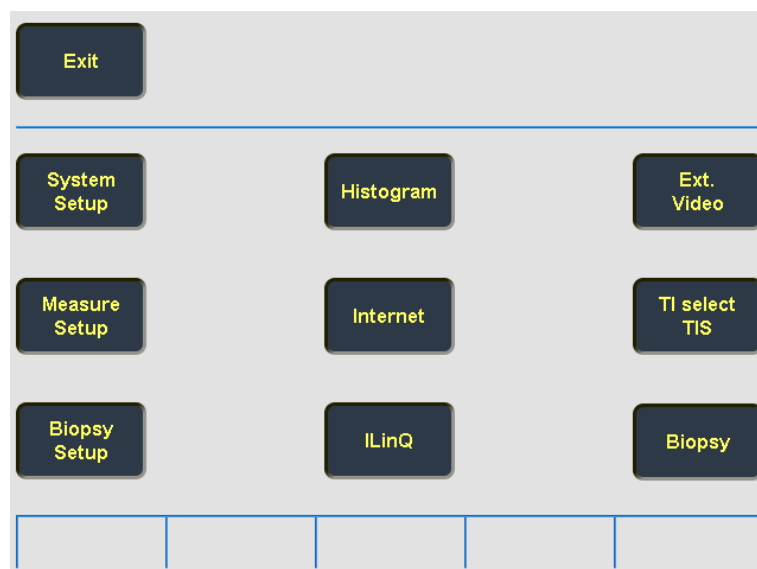 Exit
System
Setup
Histogram
Ext.
Video
Measure
Setup
Internet
TI select
TIS
Biopsy
Setup
ILinQ
Biopsy